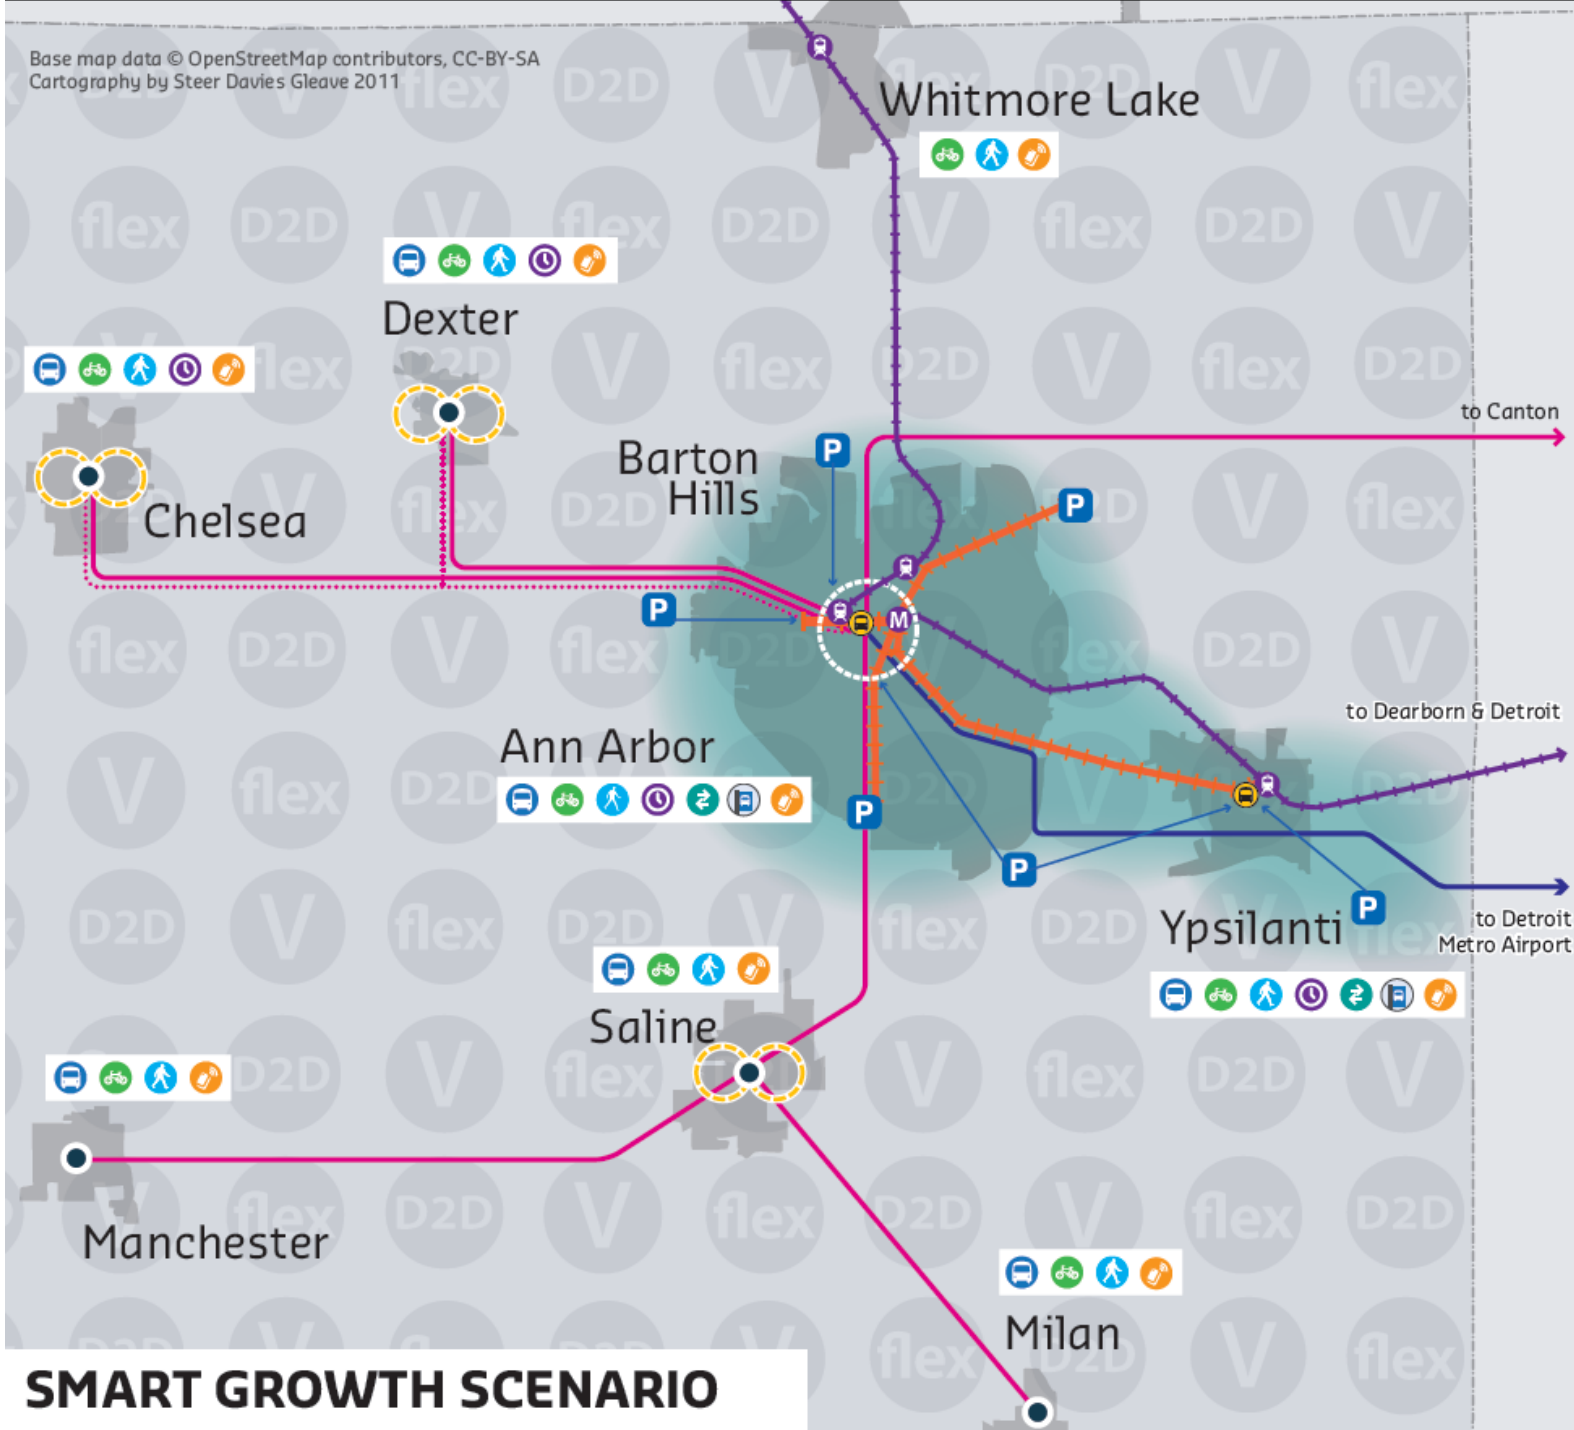 Base map data © OpenStreetMap contributors, CC-BY-SA
Cartography by Steer Davies Gleave 2011
Whitmore Lake
Dexter
to Canton
Barton
Hills
P
P
Chelsea
P
M
to Dearborn & Detroit
Ann Arbor
P
P
P
Ypsilanti
to Detroit
Metro Airport
Saline
Manchester
Milan
SMART GROWTH SCENARIO